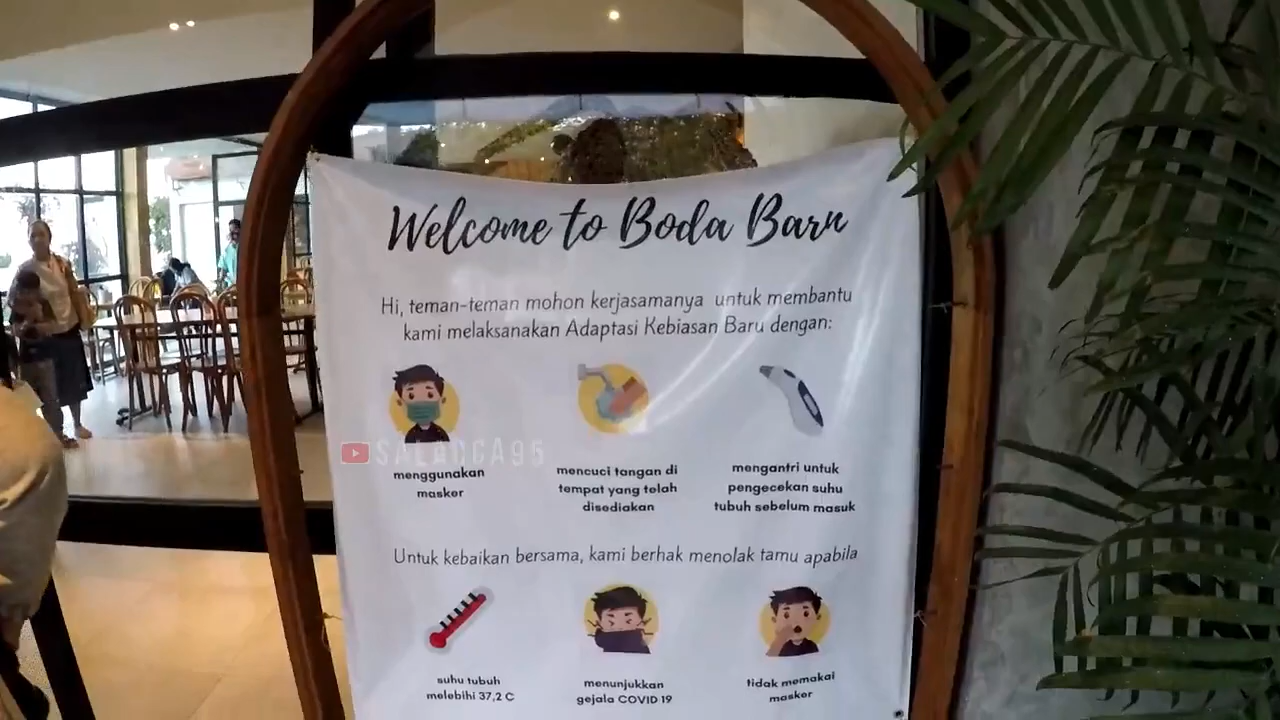 Welcome to Boda Barn
Hi, teman-teman mohon kerjasamanya untuk membantu
kami melaksanakan Adaptasi Kebiasan Baru dengan:
SALACCA95
menggunakan
masker
mencuci tangan di
tempat yang telah
disediakan
mengantri untuk
pengecekan suhu
tubuh sebelum masuk
Untuk kebaikan bersama, kami berhak menolak tamu apabila
suhu tubuh
melebihi 37,2 C
menunjukkan
gejala COVID 19
tidak memakai
masker